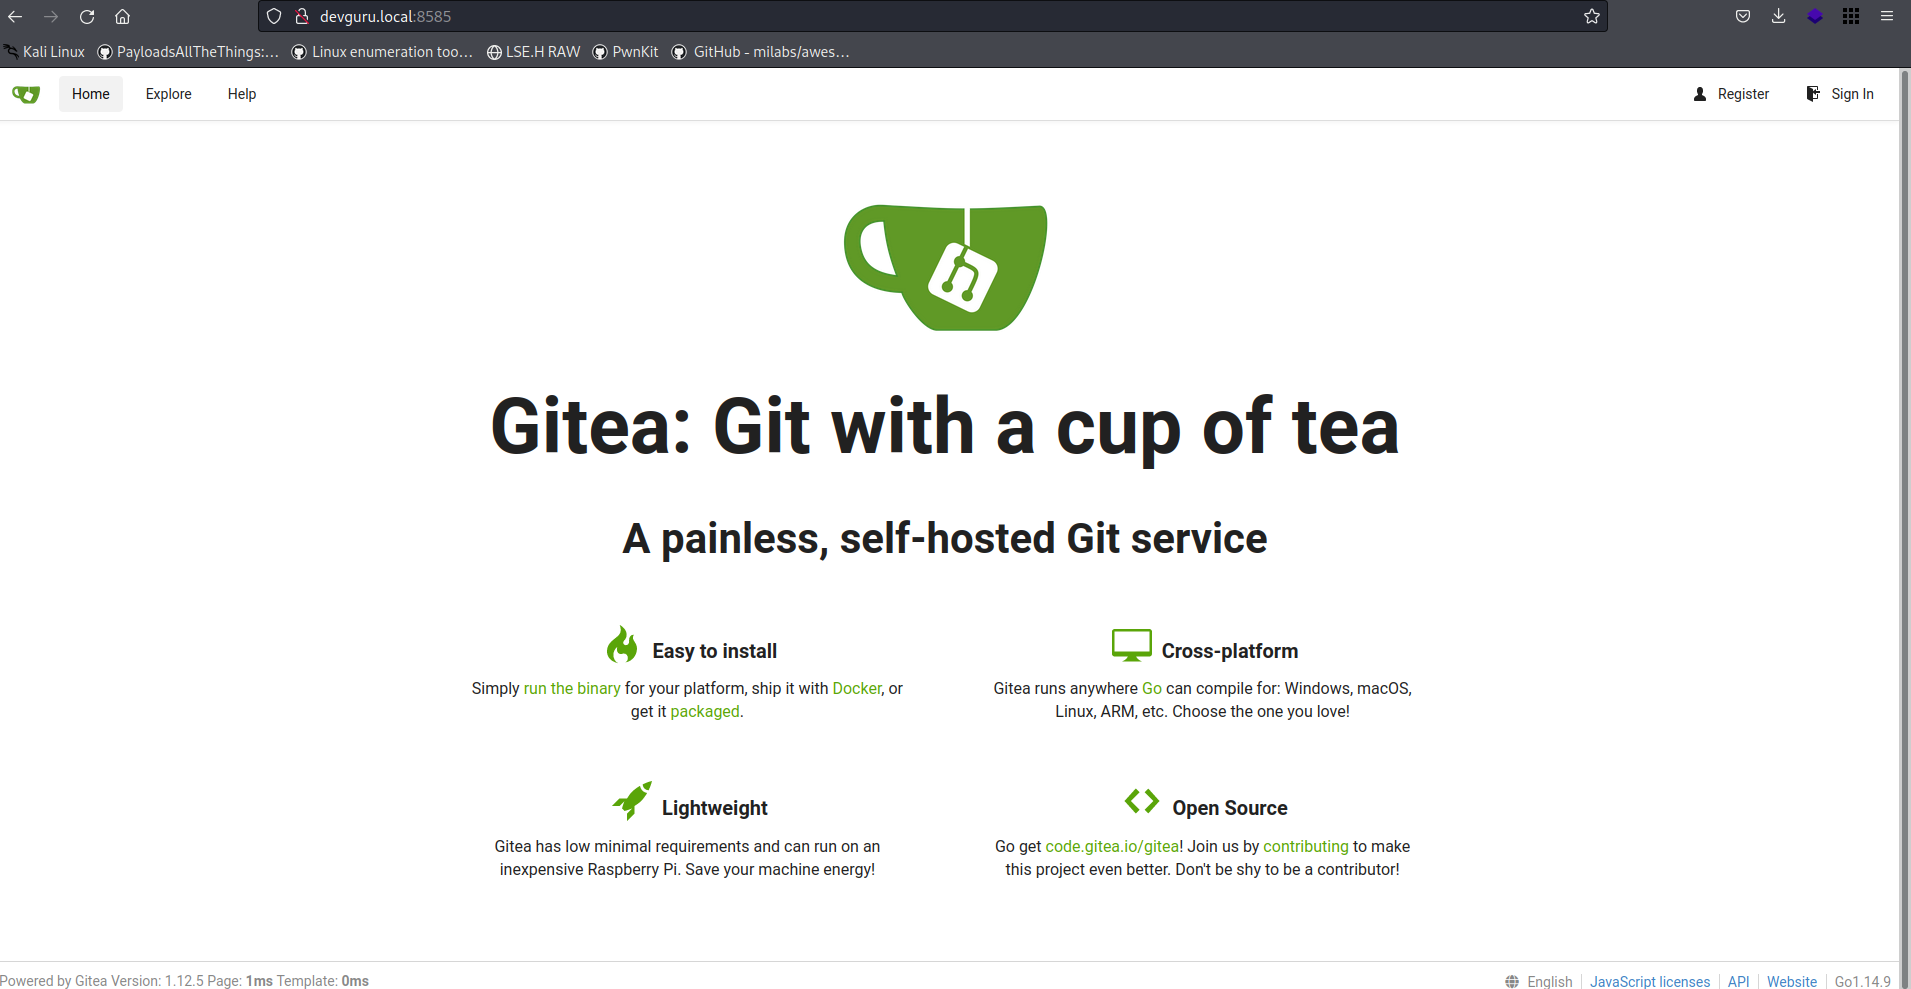 devguru.local:8585
Kali Linux PayloadsAllTheThings:... Linux enumeration too... LSE.H RAW PwnKit GitHub - milabs/awes...
Home Explore Help Register Sign In
Gitea: Git with a cup of tea
A painless, self-hosted Git service
Easy to install
Simply run the binary for your platform, ship it with Docker, or
get it packaged.
Cross-platform
Gitea runs anywhere Go can compile for: Windows, macOS,
Linux, ARM, etc. Choose the one you love!
Lightweight
Gitea has low minimal requirements and can run on an
inexpensive Raspberry Pi. Save your machine energy!
Open Source
Go get code.gitea.io/gitea! Join us by contributing to make
this project even better. Don't be shy to be a contributor!
Powered by Gitea Version: 1.12.5 Page: 1ms Template: 0ms
English JavaScript licenses API Website Go1.14.9